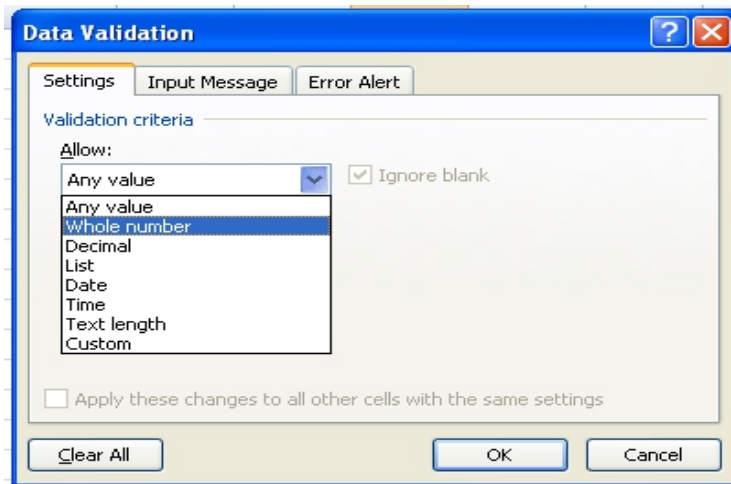 Data Validation
Settings Input Message Error Alert
Validation criteria
Allow:
Any value Ignore blank
Any value
Whole number
Decimal
List
Date
Time
Text length
Custom
Apply these changes to all other cells with the same settings
Clear All OK Cancel